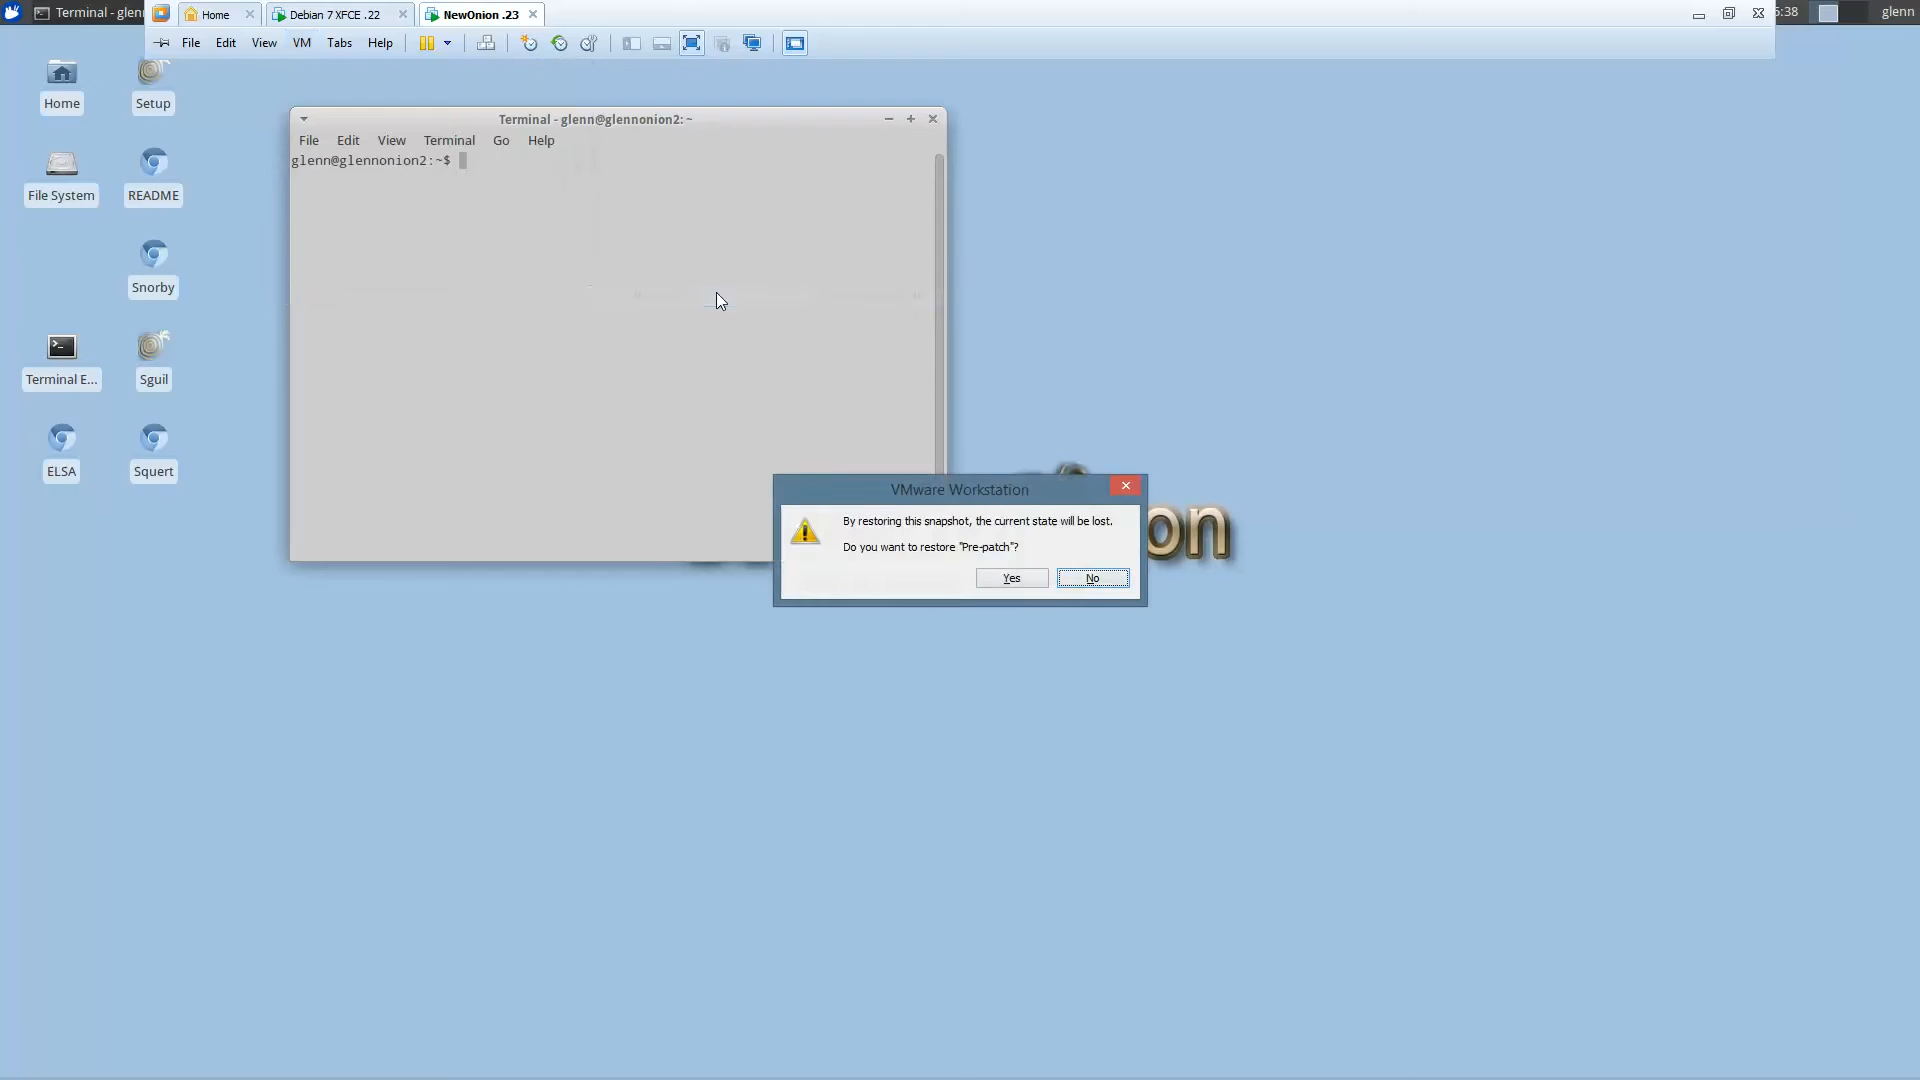 Terminal - glenn
Home
Debian 7 XFCE .22
NewOnion .23
5:38
glenn
File Edit View VM Tabs Help
Home
Setup
Terminal - glenn@glennonion2: ~
File Edit View Terminal Go Help
glenn@glennonion2:~$
File System
README
Snorby
Terminal E...
Sguil
ELSA
Squert
on
VMware Workstation
By restoring this snapshot, the current state will be lost.
Do you want to restore "Pre-patch"?
Yes
No